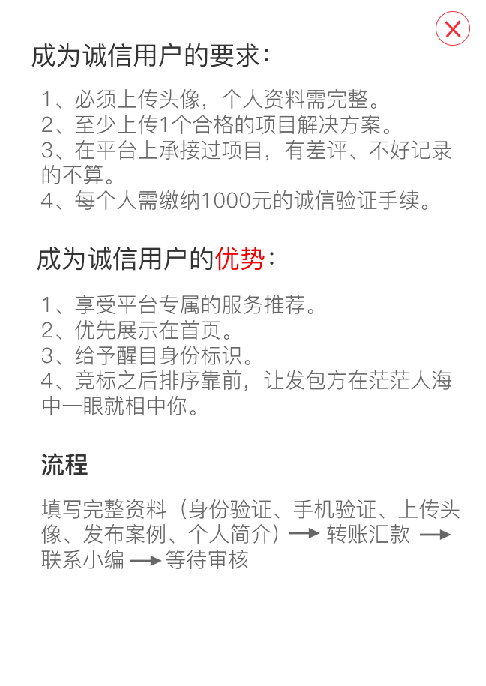 成为诚信用户的要求：
1、必须上传头像，个人资料需完整。
2、至少上传1个合格的项目解决方案。
3、在平台上承接过项目，有差评、不好记录
的不算。
4、每个人需缴纳1000元的诚信验证手续。
成为诚信用户的优势：
1、享受平台专属的服务推荐。
2、优先展示在首页。
3、给予醒目身份标识。
4、竞标之后排序靠前，让发包方在茫茫人海
中一眼就相中你。
流程
填写完整资料（身份验证、手机验证、上传头
像、发布案例、个人简介）→ 转账汇款 →
联系小编 → 等待审核